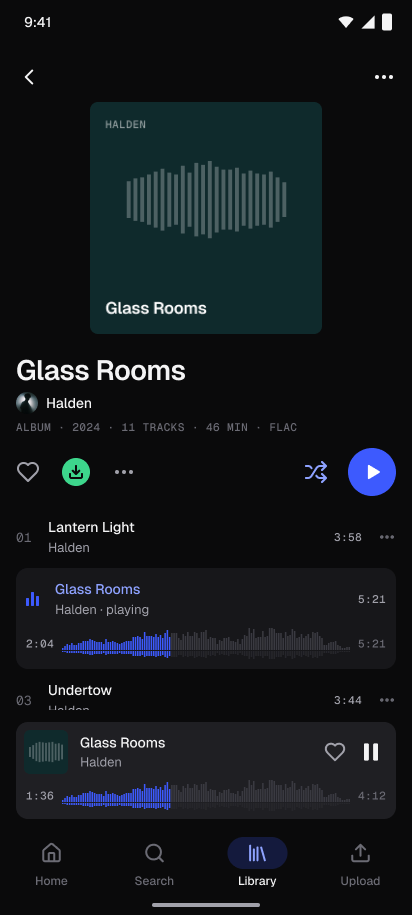 9:41
HALDEN
Glass Rooms
Glass Rooms
Halden
ALBUM · 2024 · 11 TRACKS · 46 MIN · FLAC
01 Lantern Light 3:58
Halden
Glass Rooms 5:21
Halden · playing
2:04 5:21
03 Undertow 3:44
Halden
Glass Rooms
Halden
1:36 4:12
Home Search Library Upload